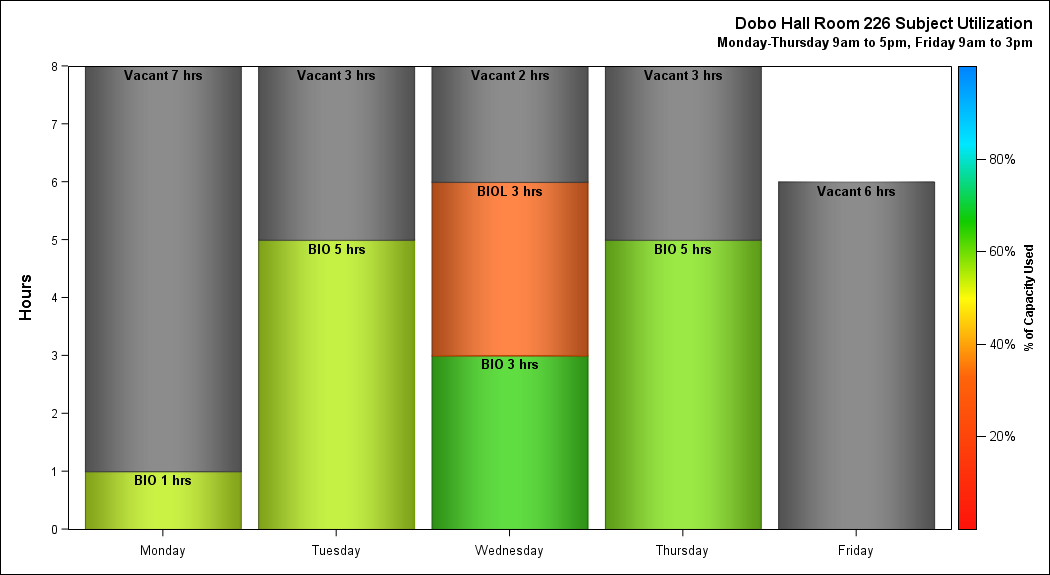 Dobo Hall Room 226 Subject Utilization
Monday-Thursday 9am to 5pm, Friday 9am to 3pm
Hours
8
7
6
5
4
3
2
1
0
Vacant 7 hrs
BIO 1 hrs
Vacant 3 hrs
BIO 5 hrs
Vacant 2 hrs
BIOL 3 hrs
BIO 3 hrs
Vacant 3 hrs
BIO 5 hrs
Vacant 6 hrs
Monday
Tuesday
Wednesday
Thursday
Friday
80%
60%
40%
20%
% of Capacity Used